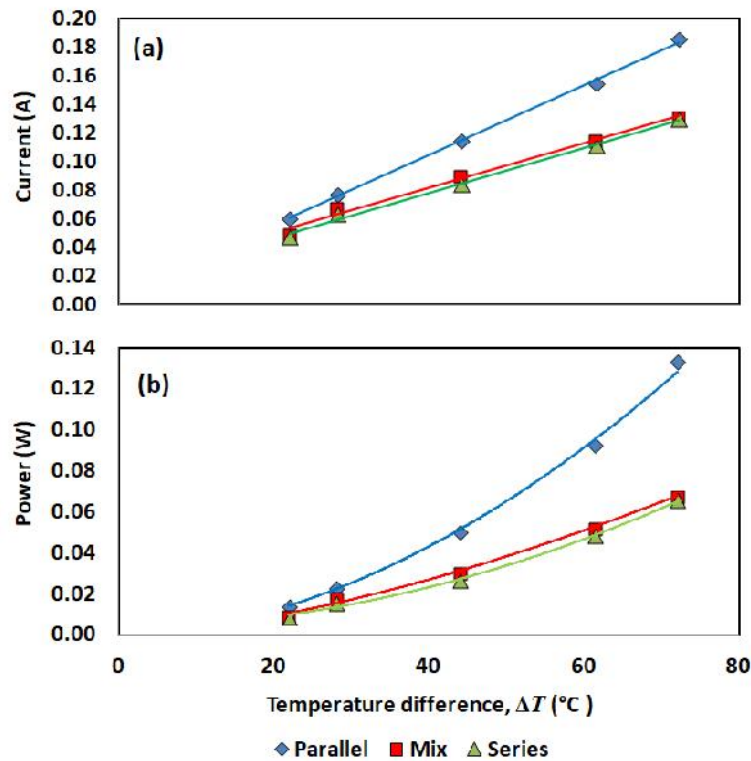 0.20
(a)
0.18
0.16
0.14
0.12
0.10
0.08
0.06
0.04
0.02
0.00
Current (A)
0.14
(b)
0.12
0.10
0.08
0.06
0.04
0.02
0.00
Power (W)
0 20 40 60 80
Temperature difference, ΔT (°C )
Parallel Mix Series